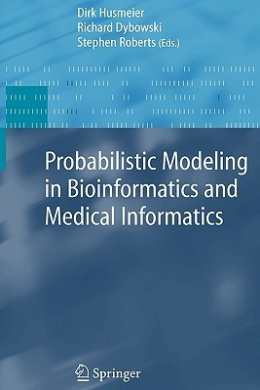 Dirk Husmeier
Richard Dybowski
Stephen Roberts (Eds.)
Probabilistic Modeling
in Bioinformatics and
Medical Informatics
Springer